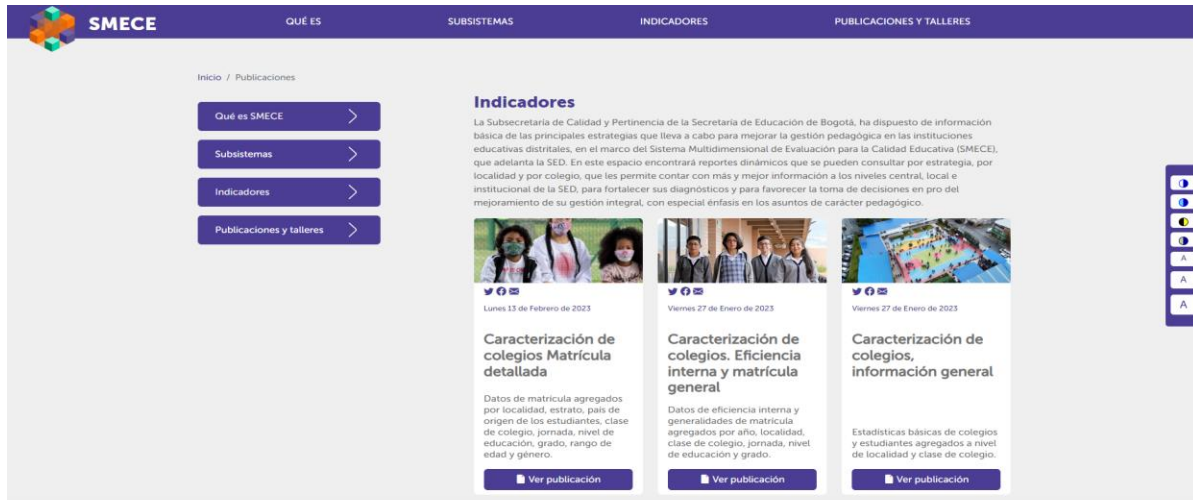 SMECE
QUÉ ES
SUBSISTEMAS
INDICADORES
PUBLICACIONES Y TALLERES
Inicio / Publicaciones
Qué es SMECE
Subsistemas
Indicadores
Publicaciones y talleres
Indicadores
La Subsecretaría de Calidad y Pertinencia de la Secretaría de Educación de Bogotá, ha dispuesto de información
básica de las principales estrategias que lleva a cabo para mejorar la gestión pedagógica en las instituciones
educativas distritales, en el marco del Sistema Multidimensional de Evaluación para la Calidad Educativa (SMECE),
que adelanta la SED. En este espacio encontrará reportes dinámicos que se pueden consultar por estrategia, por
localidad y por colegio, que les permite contar con más y mejor información a los niveles central, local e
institucional de la SED, para fortalecer sus diagnósticos y para favorecer la toma de decisiones en pro del
mejoramiento de su gestión integral, con especial énfasis en los asuntos de carácter pedagógico.
Lunes 13 de Febrero de 2023
Caracterización de
colegios Matrícula
detallada
Datos de matrícula agregados
por localidad, estrato, país de
origen de los estudiantes, clase
de colegio, jornada, nivel de
educación, grado, rango de
edad y género.
Ver publicación
Viernes 27 de Enero de 2023
Caracterización de
colegios. Eficiencia
interna y matrícula
general
Datos de eficiencia interna y
generalidades de matrícula
agregados por año, localidad,
clase de colegio, jornada, nivel
de educación y grado.
Ver publicación
Viernes 27 de Enero de 2023
Caracterización de
colegios,
información general
Estadísticas básicas de colegios
y estudiantes agregados a nivel
de localidad y clase de colegio.
Ver publicación
A
A
A